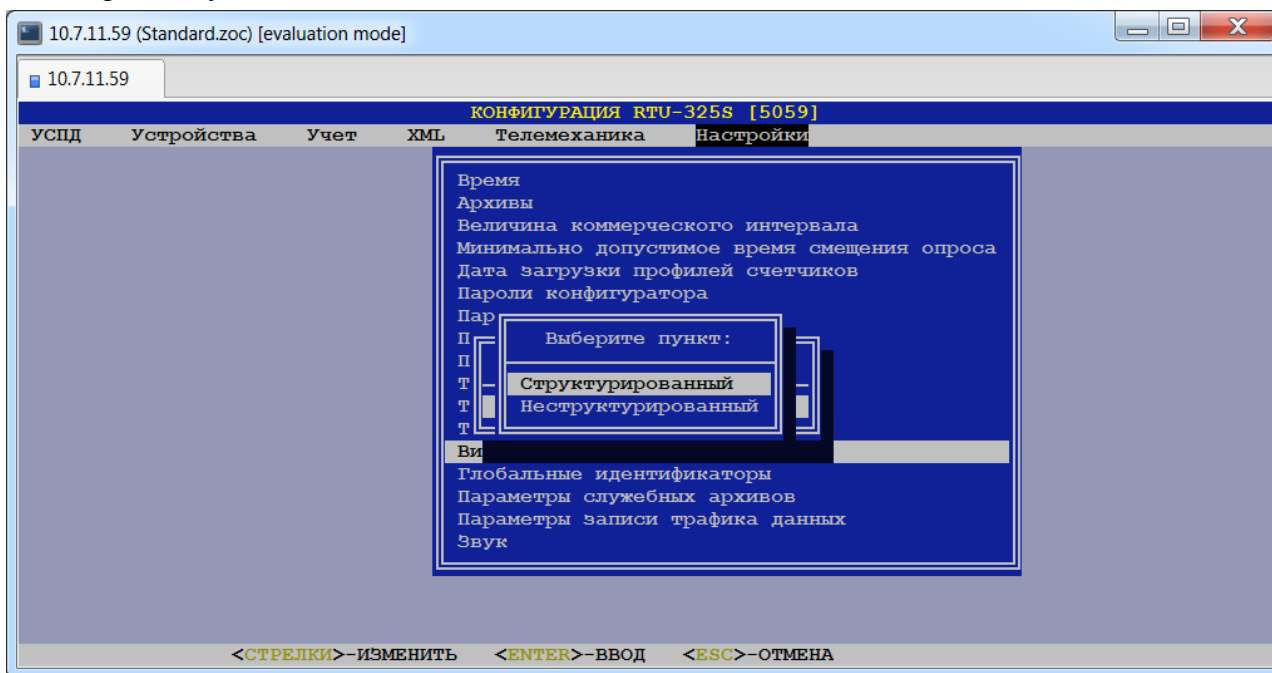 10.7.11.59 (Standard.zoc) [evaluation mode]
10.7.11.59
КОНФИГУРАЦИЯ RTU-325S [5059]
УСПД Устройства Учет XML Телемеханика Настройки
Время
Архивы
Величина коммерческого интервала
Минимально допустимое время смещения опроса
Дата загрузки профилей счетчиков
Пароли конфигуратора
Пар
П Выберите пункт:
П
Т Структурированный
Т Неструктурированный
Т
Ви
Глобальные идентификаторы
Параметры служебных архивов
Параметры записи трафика данных
Звук
<СТРЕЛКИ>-ИЗМЕНИТЬ <ENTER>-ВВОД <ESC>-ОТМЕНА